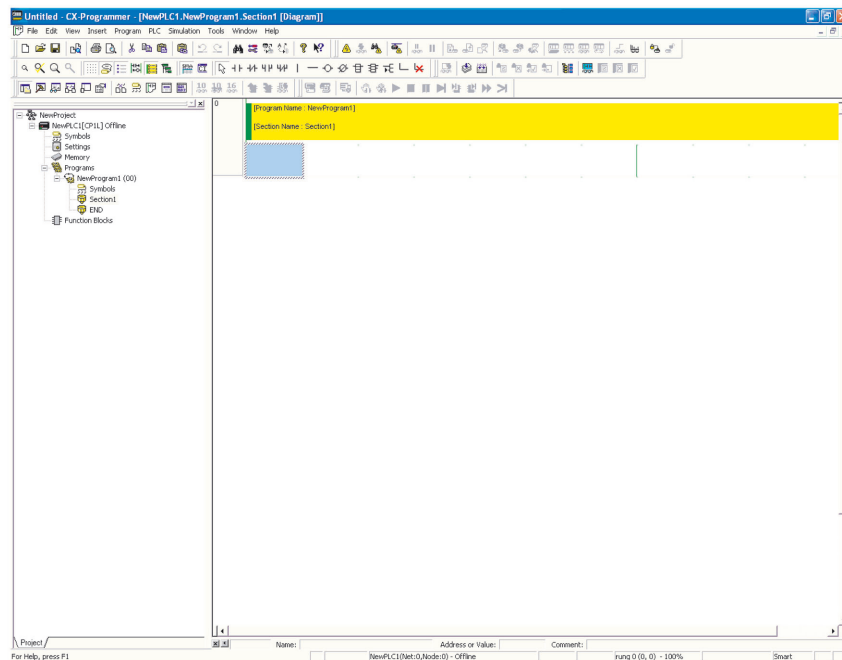 Untitled - CX-Programmer - [NewPLC1.NewProgram1.Section1 [Diagram]]
File Edit View Insert Program PLC Simulation Tools Window Help
10 10 16
0
[Program Name : NewProgram1]
[Section Name : Section1]
NewProject
NewPLC1[CP1L] Offline
Symbols
Settings
Memory
Programs
NewProgram1 (00)
Symbols
Section1
END
Function Blocks
Project
Name: Address or Value: Comment:
For Help, press F1
NewPLC1(Net:0,Node:0) - Offline
rung 0 (0, 0) - 100%
Smart